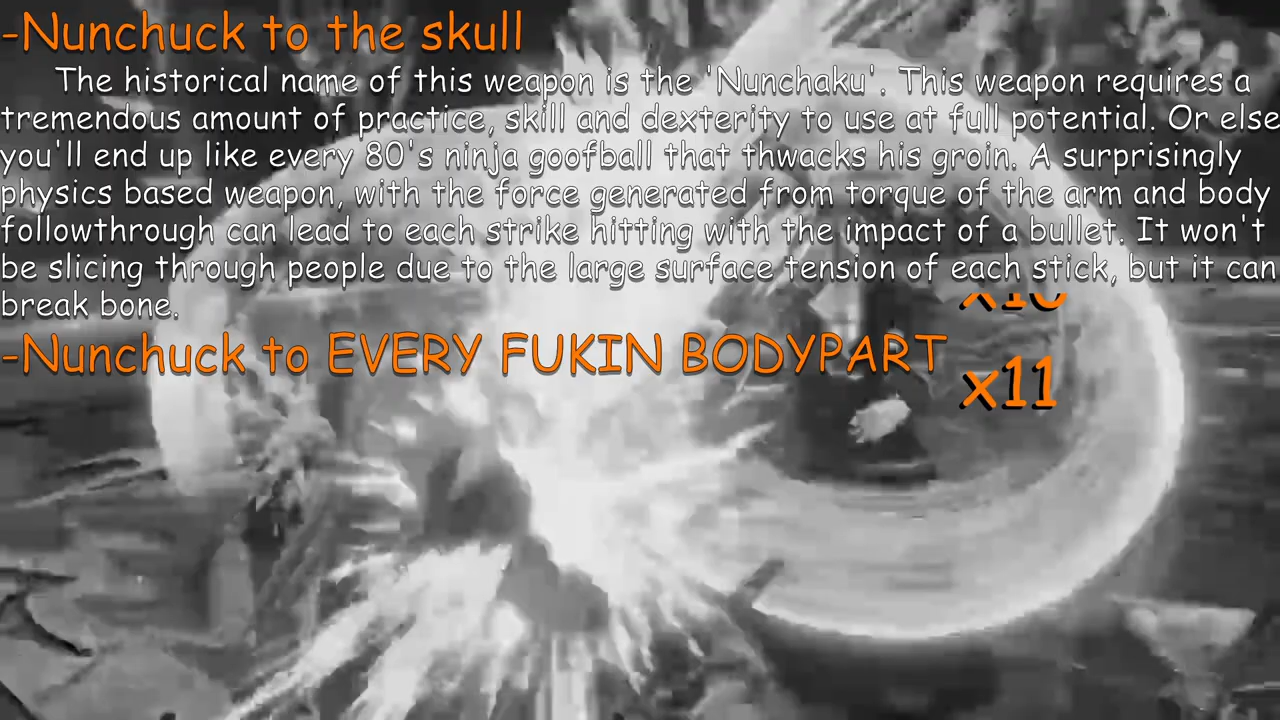 -Nunchuck to the skull
The historical name of this weapon is the 'Nunchaku'. This weapon requires a
tremendous amount of practice, skill and dexterity to use at full potential. Or else
you'll end up like every 80's ninja goofball that thwacks his groin. A surprisingly
physics based weapon, with the force generated from torque of the arm and body
followthrough can lead to each strike hitting with the impact of a bullet. It won't
be slicing through people due to the large surface tension of each stick, but it can
break bone.
x10
-Nunchuck to EVERY FUKIN BODYPART
x11